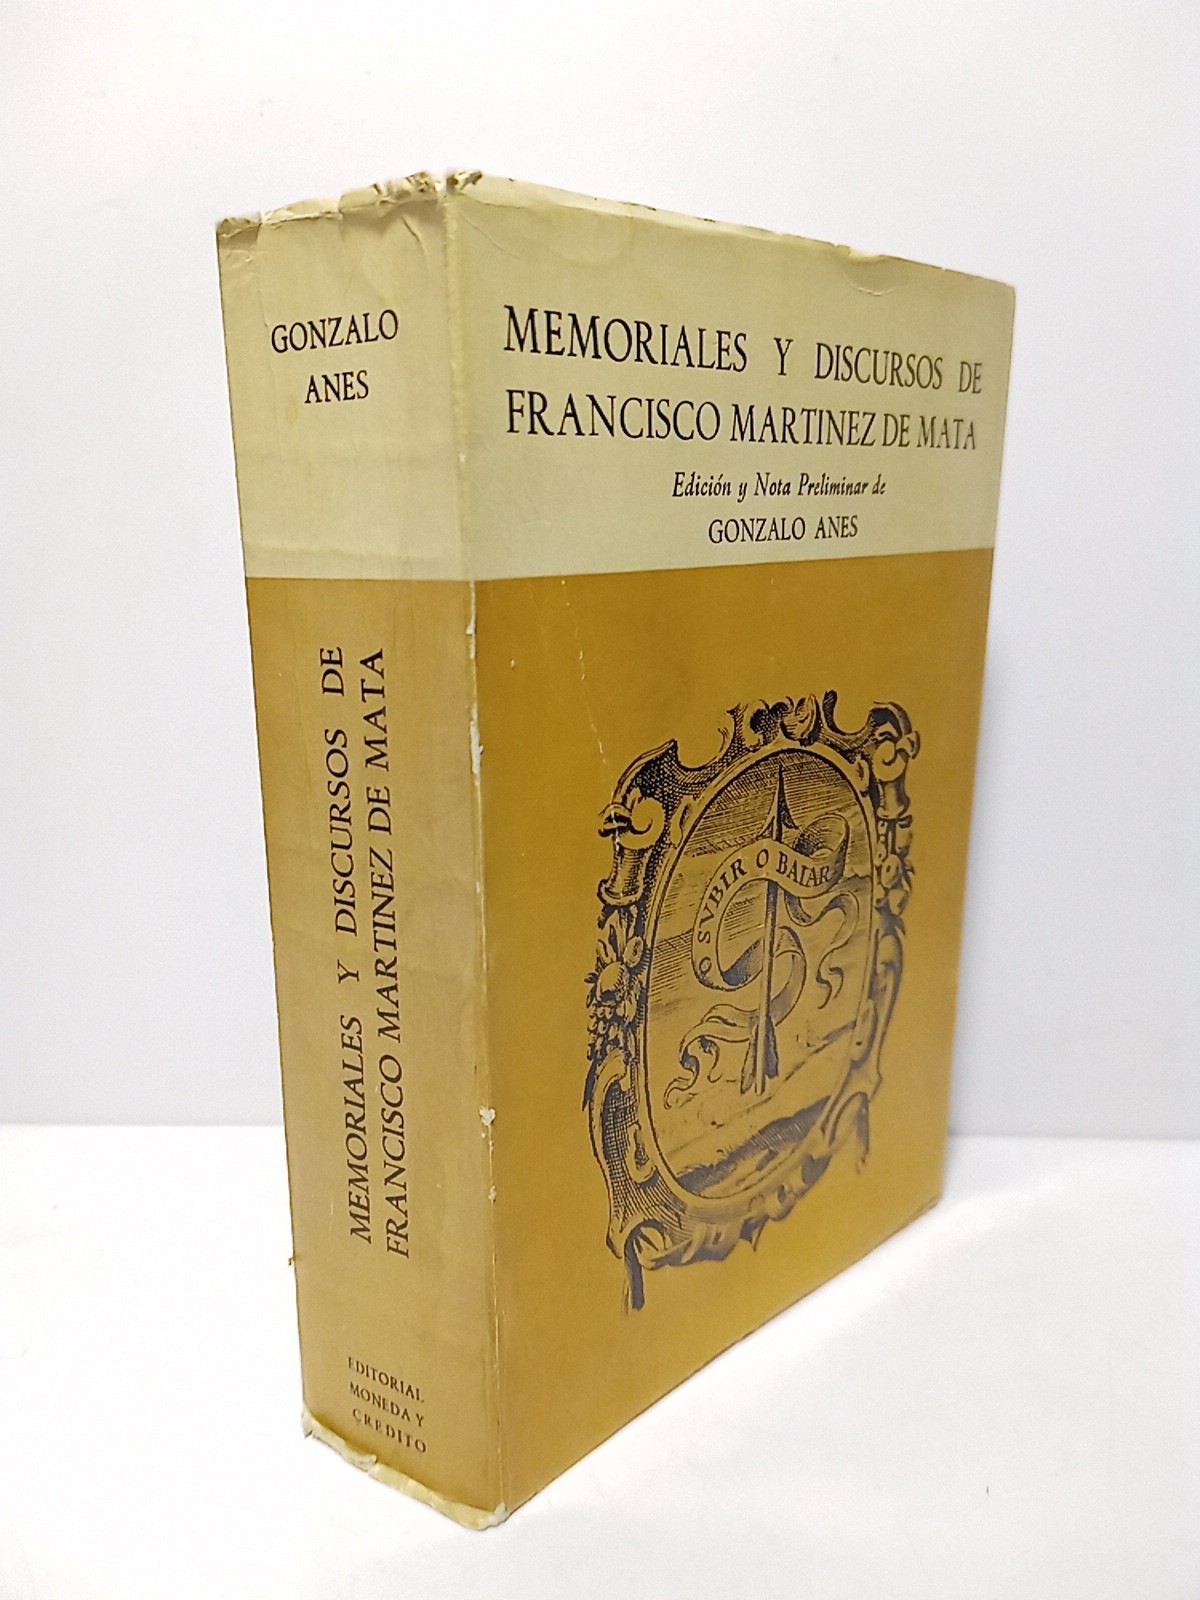 GONZALO
ANES
MEMORIALES Y DISCURSOS DE
FRANCISCO MARTINEZ DE MATA
EDITORIAL
MONEDA Y
CREDITO
MEMORIALES Y DISCURSOS DE
FRANCISCO MARTINEZ DE MATA
Edición y Nota Preliminar de
GONZALO ANES
O SVBIR O BAIAR